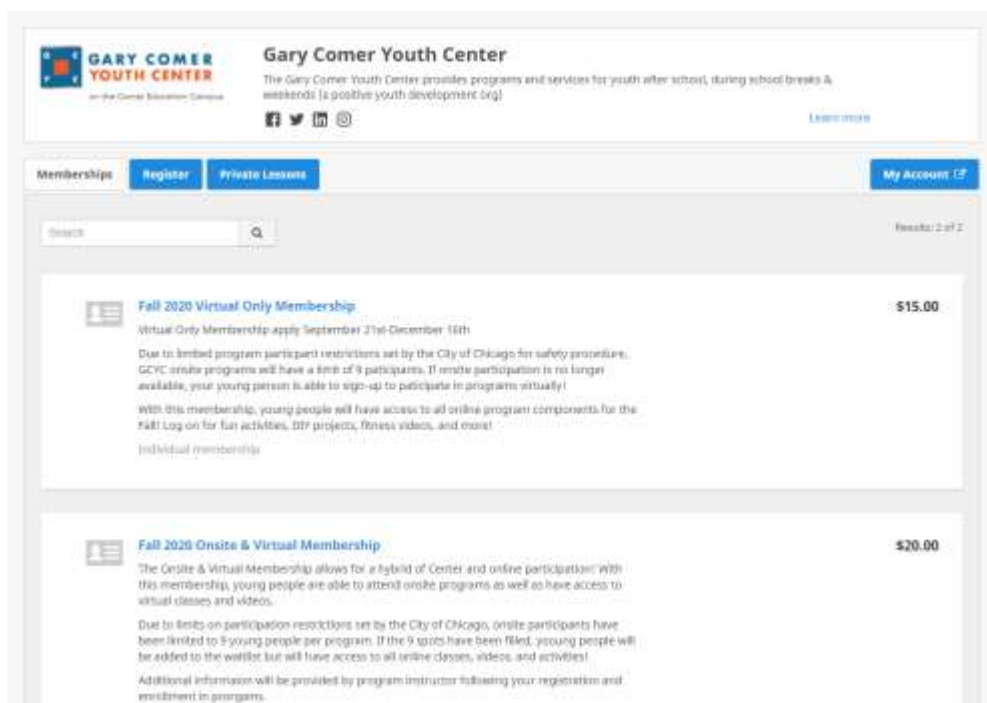 GARY COMER
YOUTH CENTER
on the Comer Education Campus
Gary Comer Youth Center
The Gary Comer Youth Center provides programs and services for youth after school, during school breaks &
weekends (a positive youth development org)
Learn more
Memberships
Register
Private Lessons
My Account
Search
Results: 2 of 2
Fall 2020 Virtual Only Membership
$15.00
Virtual Only Membership apply September 21st-December
Due to limited program particpant restrictions set by the City of Chicago for safety procedure,
GCYC onsite programs will have a limit of 9 paticipants. If onsite participation is no longer
available, your young person is able to sign-up to paticipate in programs virtually!
With this membership, young people will have access to all online program components for the
Fall! Log on for fun activities, DIY projects, fitness videos, and more!
Individual membership
Fall 2020 Onsite & Virtual Membership
$20.00
The Onsite & Virtual Membership allows for a hybrid of Center and online participation! With
this membership, young people are able to attend onsite programs as well as have access to
virtual classes and videos.
Due to limits on participation restrictions set by the City of Chicago, onsite participants have
been limited to 9 young people per program. If the 9 spots have been filled, yooung people will
be added to the waitlist but will have access to all online classes, videos, and activities!
Additional informaion will be provided by program instructor following your registration and
enrollment in prorgams.